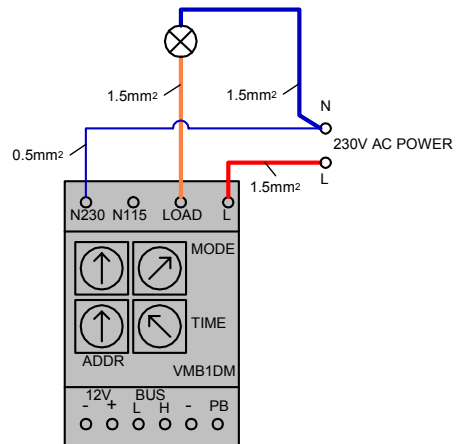 1.5mm²
1.5mm²
N
230V AC POWER
0.5mm²
L
1.5mm²
N230 N115 LOAD L
MODE
TIME
ADDR
VMB1DM
12V BUS
- + L H - PB